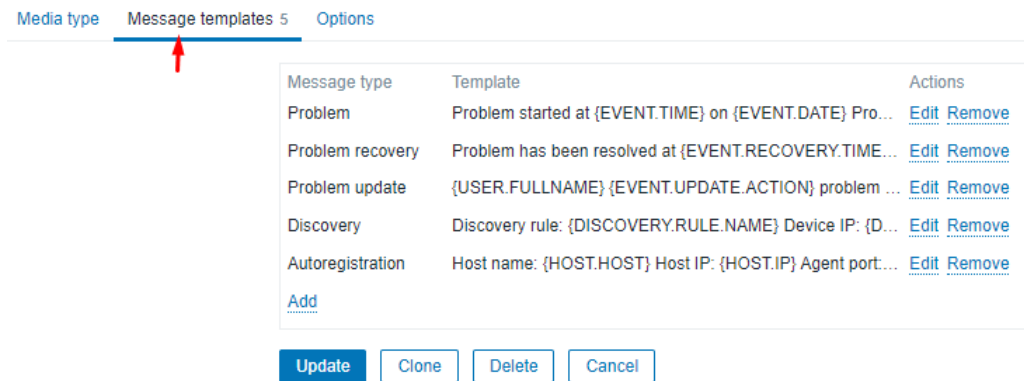 Media type Message templates 5 Options
Message type Template Actions
Problem Problem started at {EVENT.TIME} on {EVENT.DATE} Pro... Edit Remove
Problem recovery Problem has been resolved at {EVENT.RECOVERY.TIME... Edit Remove
Problem update {USER.FULLNAME} {EVENT.UPDATE.ACTION} problem ... Edit Remove
Discovery Discovery rule: {DISCOVERY.RULE.NAME} Device IP: {D... Edit Remove
Autoregistration Host name: {HOST.HOST} Host IP: {HOST.IP} Agent port:... Edit Remove
Add
Update Clone Delete Cancel